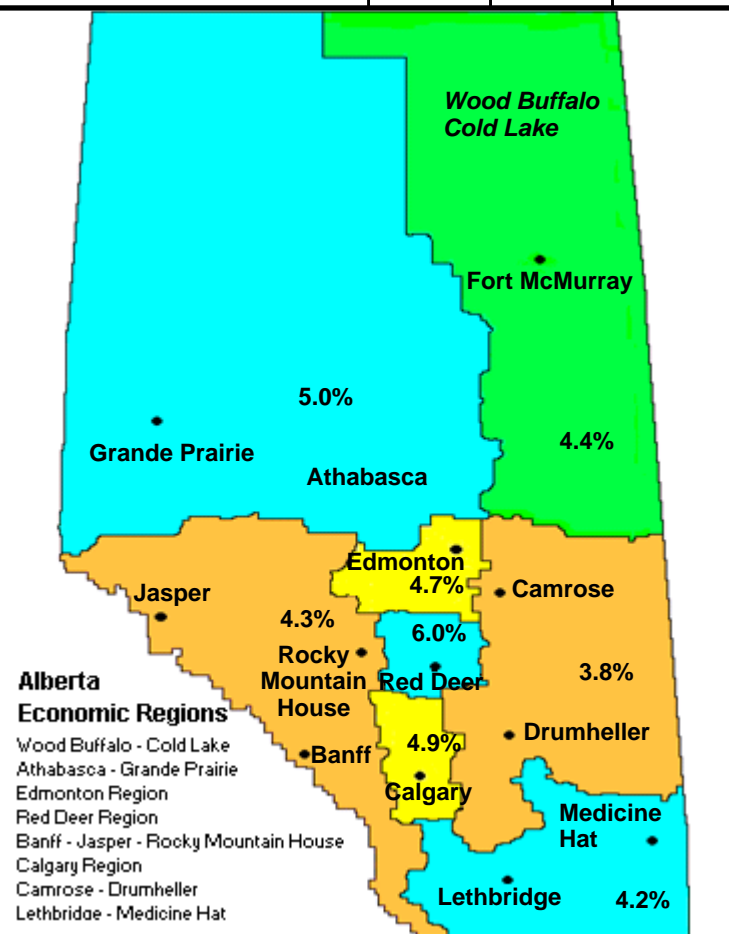 Wood Buffalo
Cold Lake
Fort McMurray
5.0%
Grande Prairie
4.4%
Athabasca
Edmonton
4.7%
Jasper
Camrose
4.3%
6.0%
Rocky
Mountain
House
Red Deer
3.8%
Alberta
Economic Regions
Wood Buffalo - Cold Lake
Athabasca - Grande Prairie
Edmonton Region
Red Deer Region
Banff - Jasper - Rocky Mountain House
Calgary Region
Camrose - Drumheller
Lethbridge - Medicine Hat
Banff
4.9%
Drumheller
Calgary
Medicine
Hat
Lethbridge
4.2%